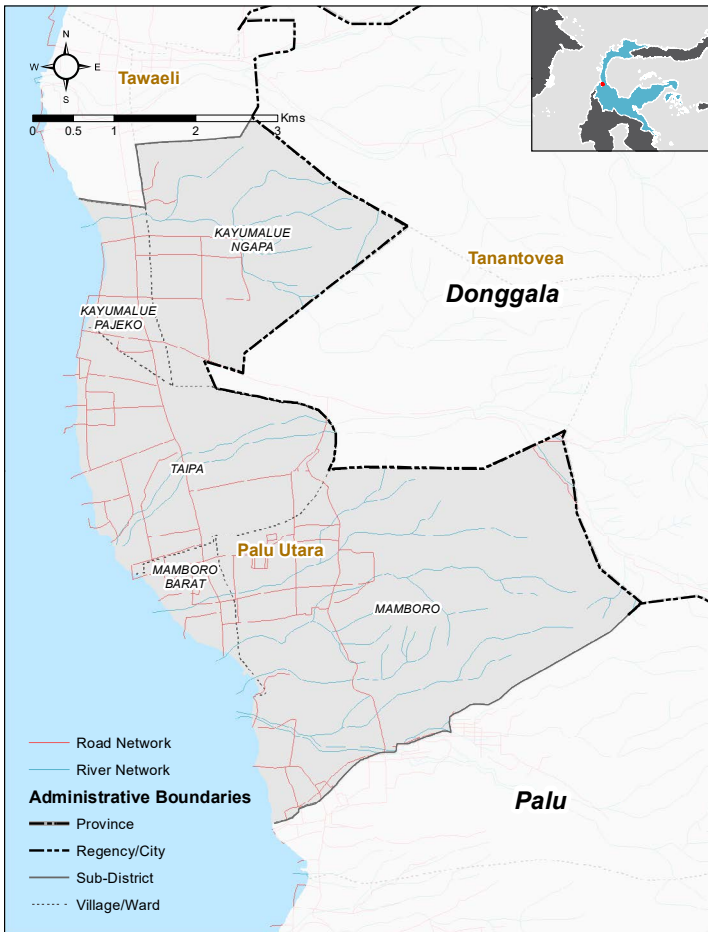 N
W E
S
Tawaeli
Kms
0 0.5 1 2 3
KAYUMALUE
NGAPA
Tanantovea
Donggala
KAYUMALUE
PAJEKO
TAIPA
Palu Utara
MAMBORO
BARAT
MAMBORO
Road Network
River Network
Administrative Boundaries
Province
Regency/City
Sub-District
Village/Ward
Palu